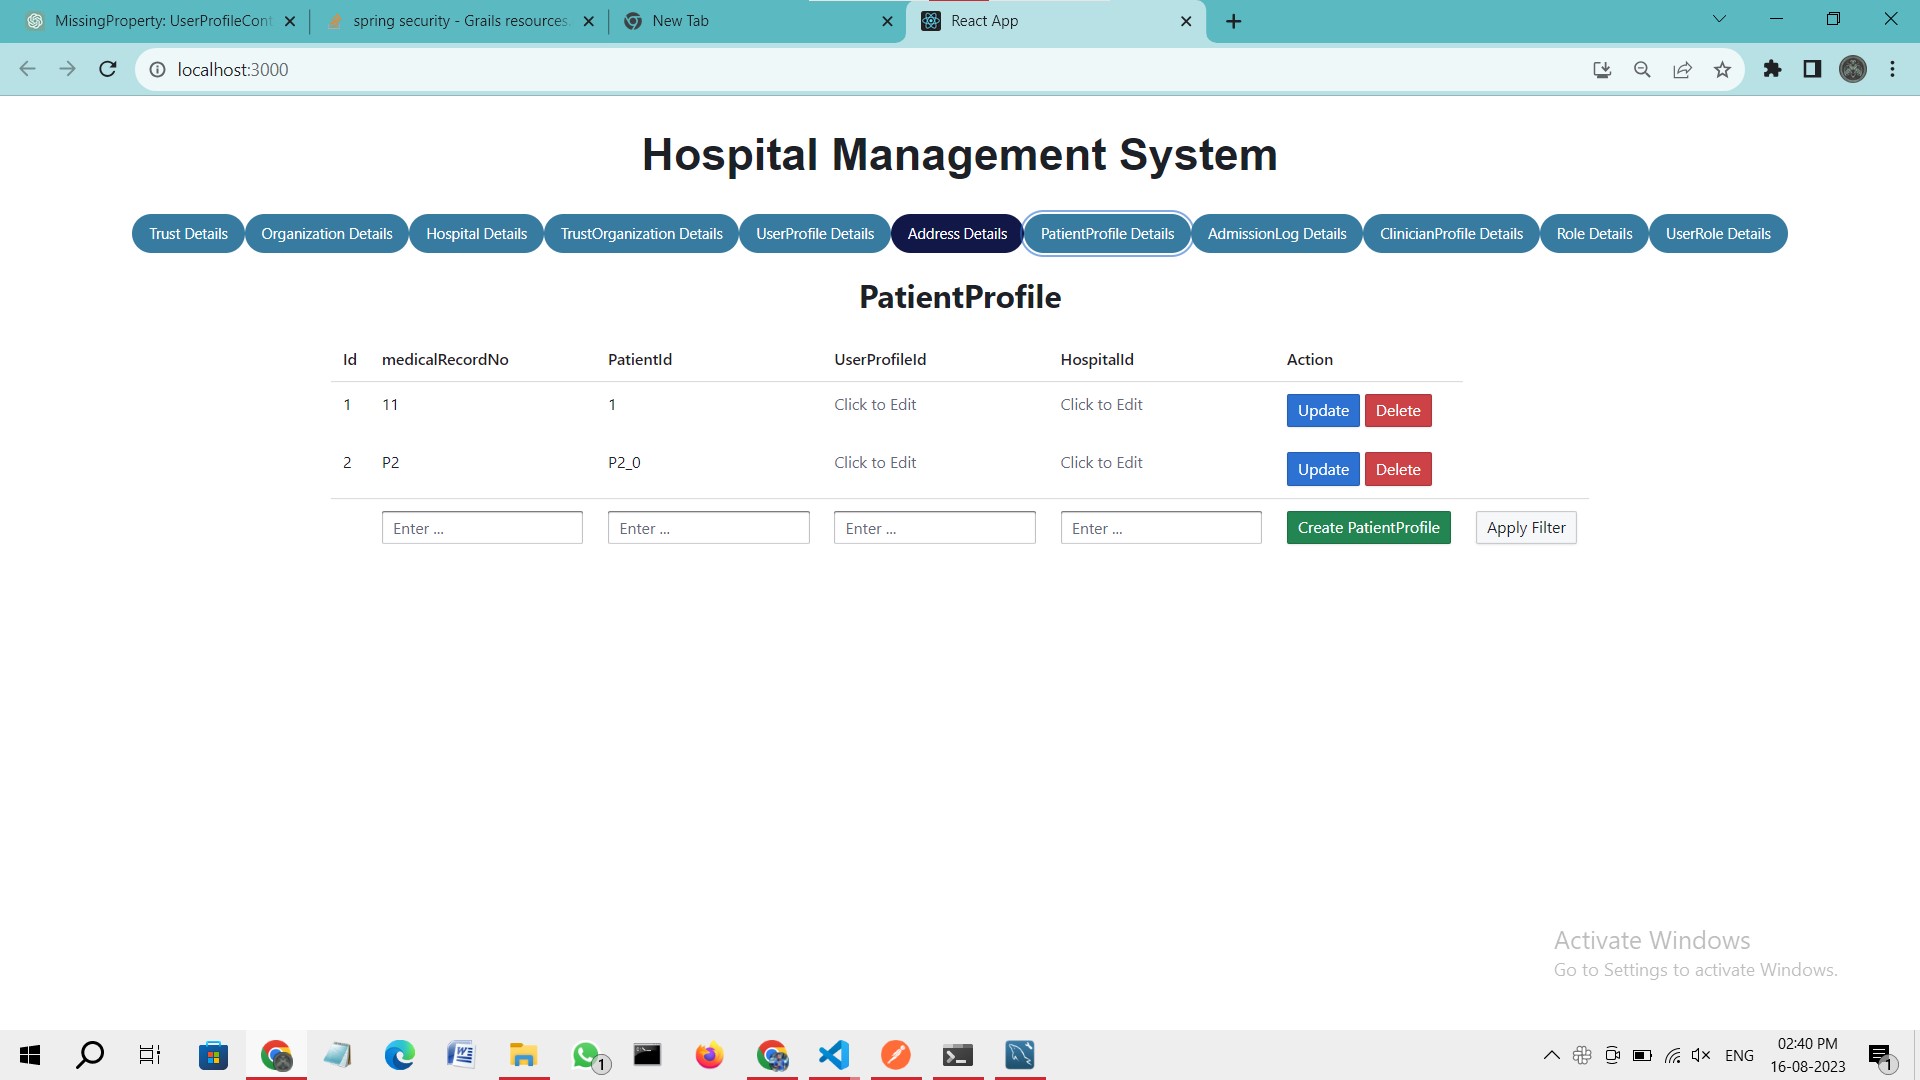 MissingProperty: UserProfileCont
spring security - Grails resources.
New Tab
React App
localhost:3000
Hospital Management System
Trust Details Organization Details Hospital Details TrustOrganization Details UserProfile Details Address Details PatientProfile Details AdmissionLog Details ClinicianProfile Details Role Details UserRole Details
PatientProfile
Id medicalRecordNo PatientId UserProfileId HospitalId Action
1 11 1 Click to Edit Click to Edit Update Delete
2 P2 P2_0 Click to Edit Click to Edit Update Delete
Enter ... Enter ... Enter ... Enter ... Create PatientProfile Apply Filter
Activate Windows
Go to Settings to activate Windows.
1
ENG
02:40 PM
16-08-2023
1